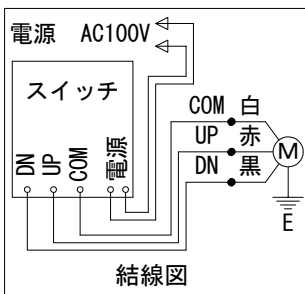 電源 AC100V
スイッチ
DN UP COM 電源
COM 白
UP 赤
DN 黒
M
E
結線図